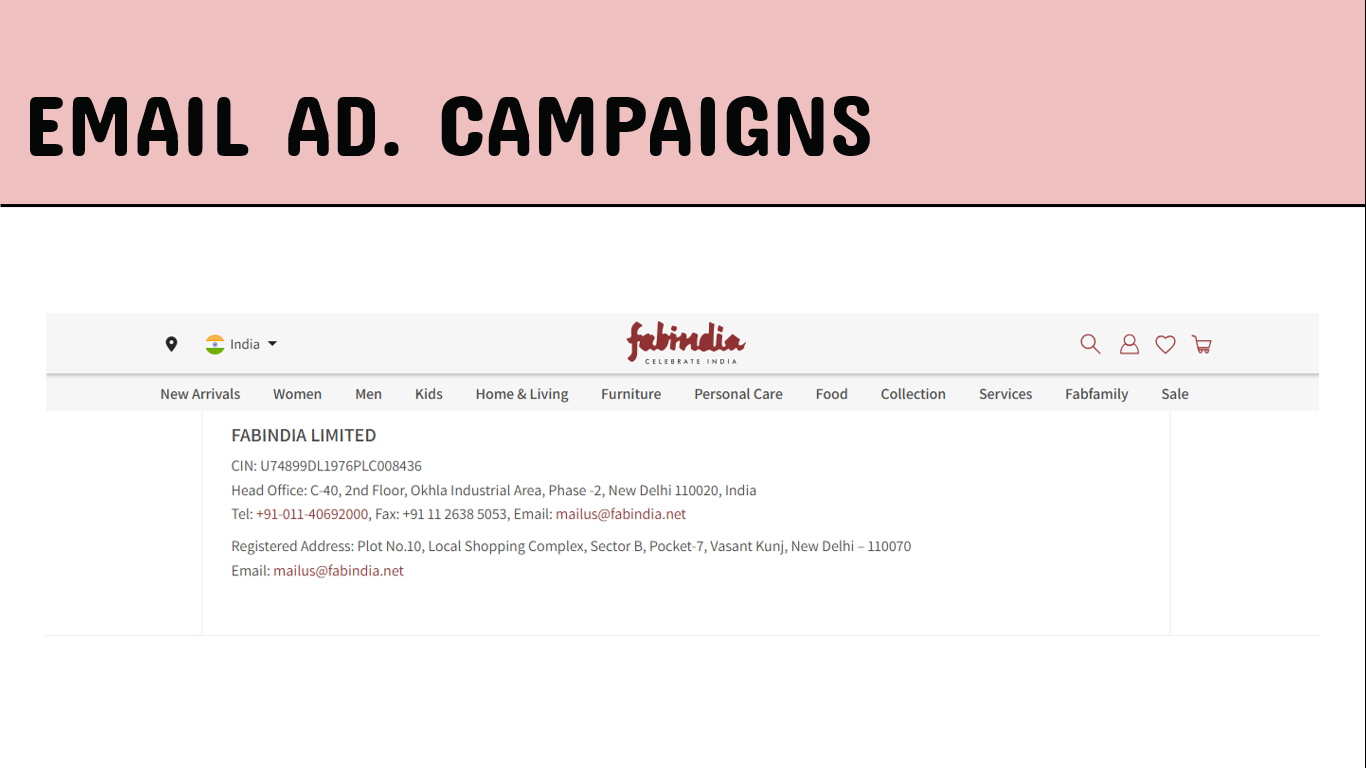 EMAIL AD. CAMPAIGNS
India
fabindia
CELEBRATE INDIA
New Arrivals Women Men Kids Home & Living Furniture Personal Care Food Collection Services Fabfamily Sale
FABINDIA LIMITED
CIN: U74899DL1976PLC008436
Head Office: C-40, 2nd Floor, Okhla Industrial Area, Phase -2, New Delhi 110020, India
Tel: +91-011-40692000, Fax: +91 11 2638 5053, Email: mailus@fabindia.net
Registered Address: Plot No.10, Local Shopping Complex, Sector B, Pocket-7, Vasant Kunj, New Delhi – 110070
Email: mailus@fabindia.net